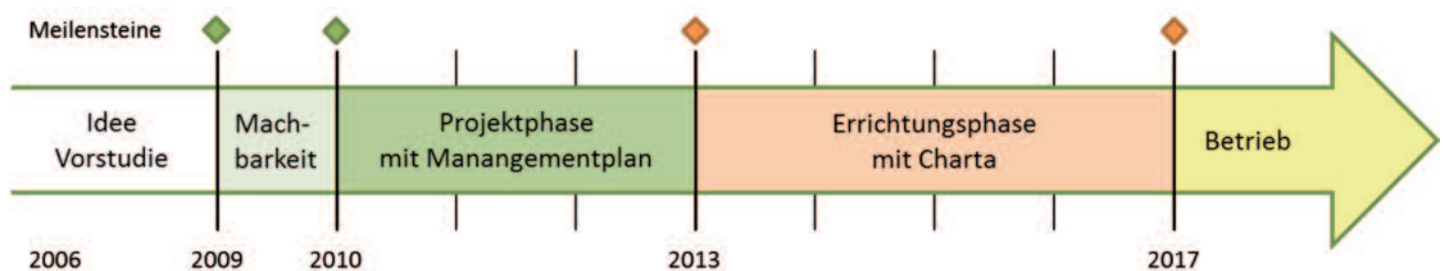 Meilensteine
Idee
Vorstudie
Mach-
barkeit
Projektphase
mit Manangementplan
Errichtungsphase
mit Charta
Betrieb
2006
2009
2010
2013
2017